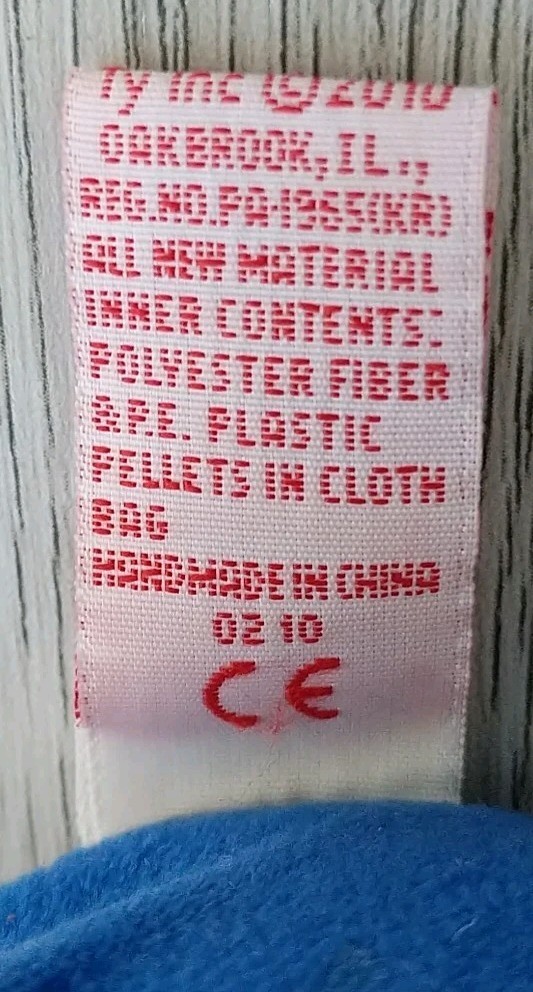 Ty Inc ©2010
OAKBROOK,IL.,
REG.NO.PA-1965(KR)
ALL NEW MATERIAL
INNER CONTENTS:
POLYESTER FIBER
&P.E. PLASTIC
PELLETS IN CLOTH
BAG
HANDMADE IN CHINA
02 10
CE